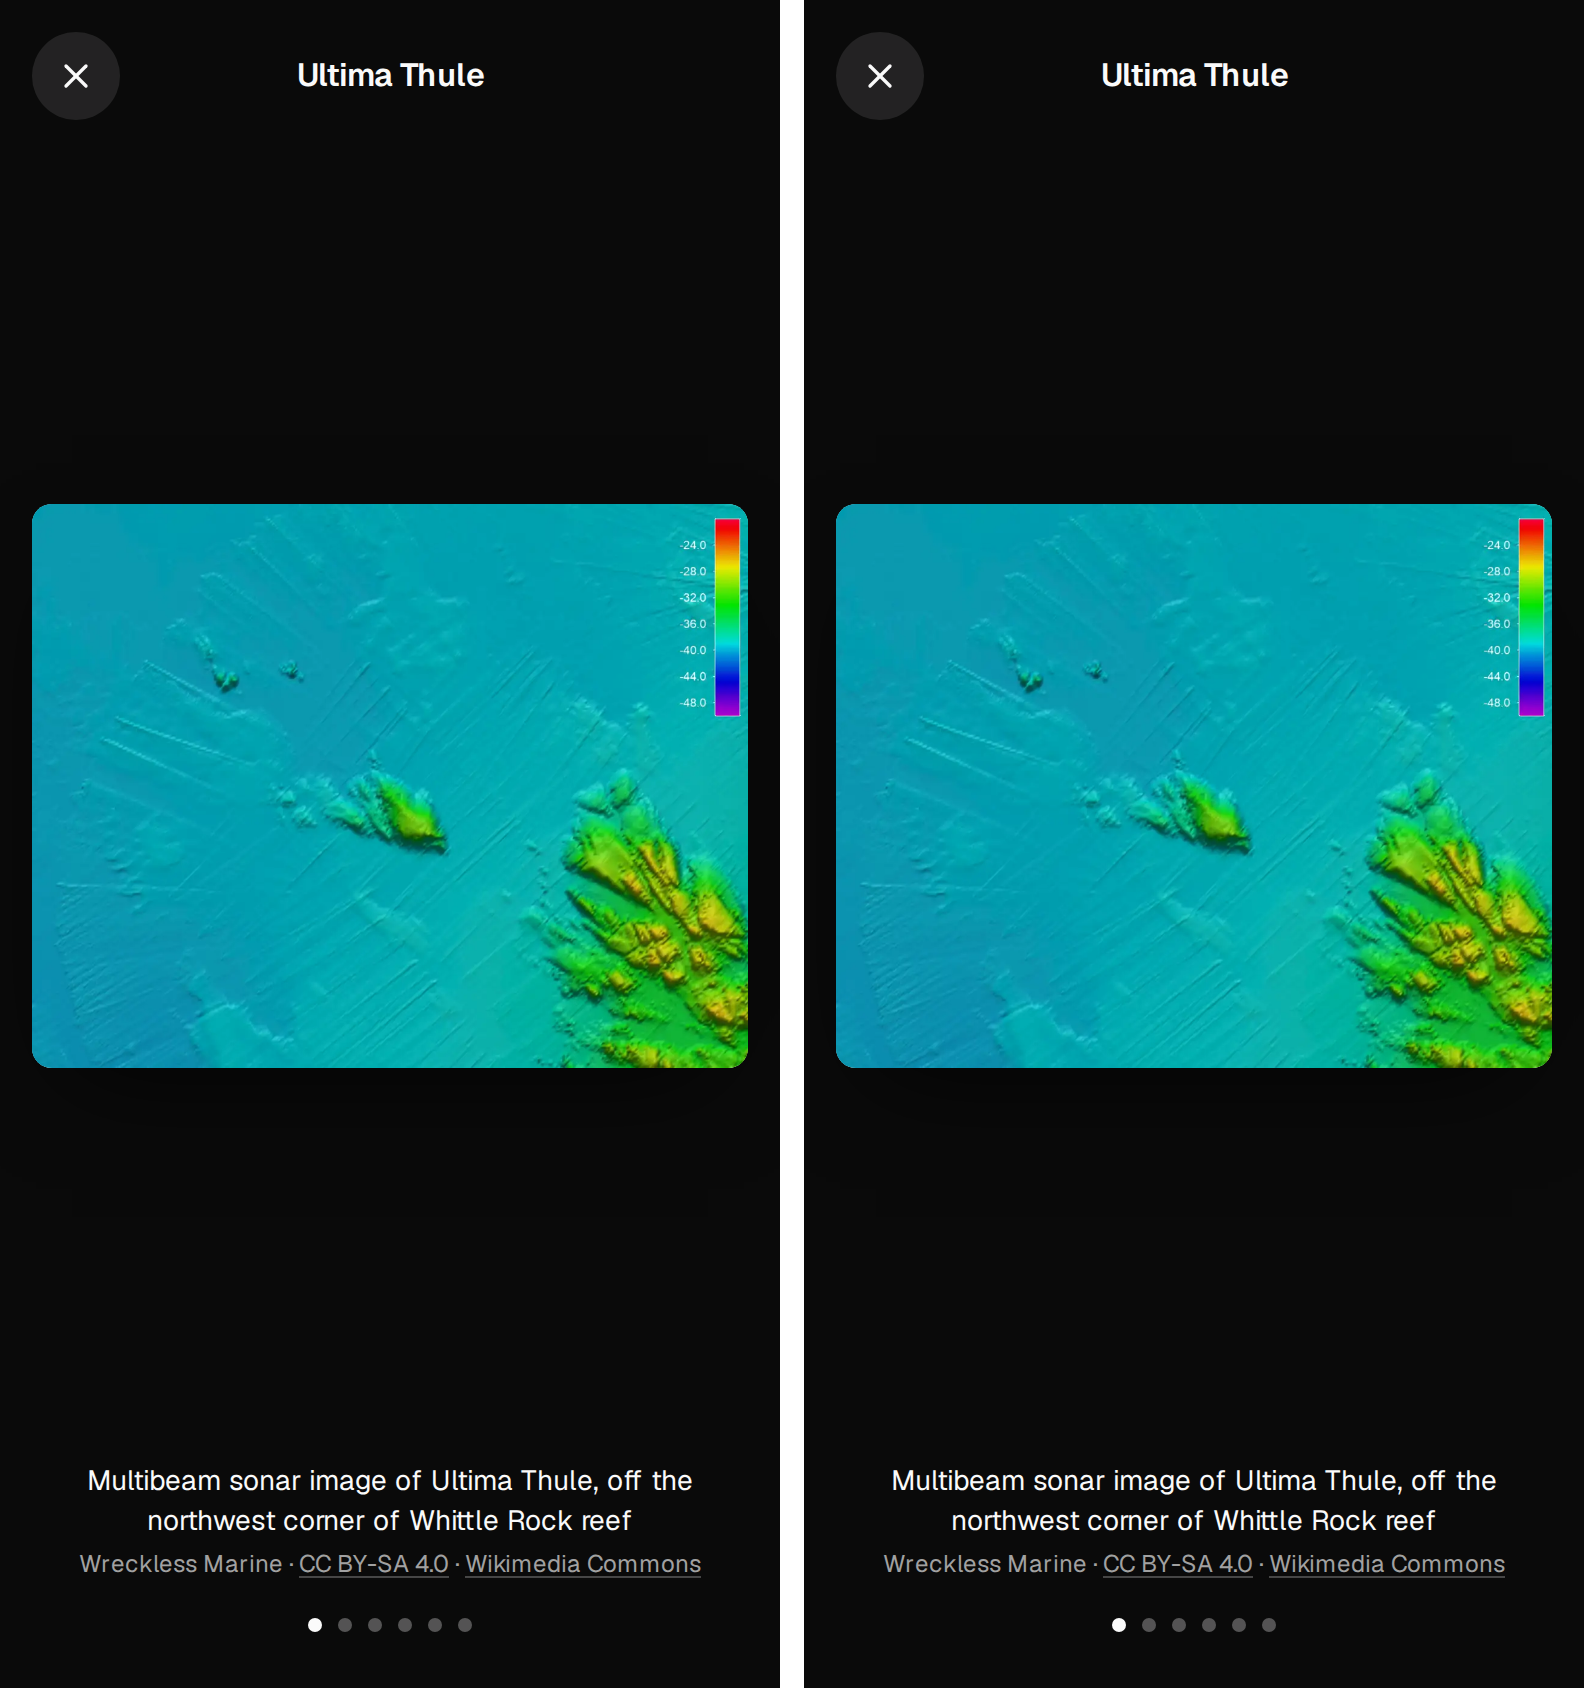 Ultima Thule
-24.0
-28.0
-32.0
-36.0
-40.0
-44.0
-48.0
Multibeam sonar image of Ultima Thule, off the
northwest corner of Whittle Rock reef
Wreckless Marine · CC BY-SA 4.0 · Wikimedia Commons
Ultima Thule
-24.0
-28.0
-32.0
-36.0
-40.0
-44.0
-48.0
Multibeam sonar image of Ultima Thule, off the
northwest corner of Whittle Rock reef
Wreckless Marine · CC BY-SA 4.0 · Wikimedia Commons